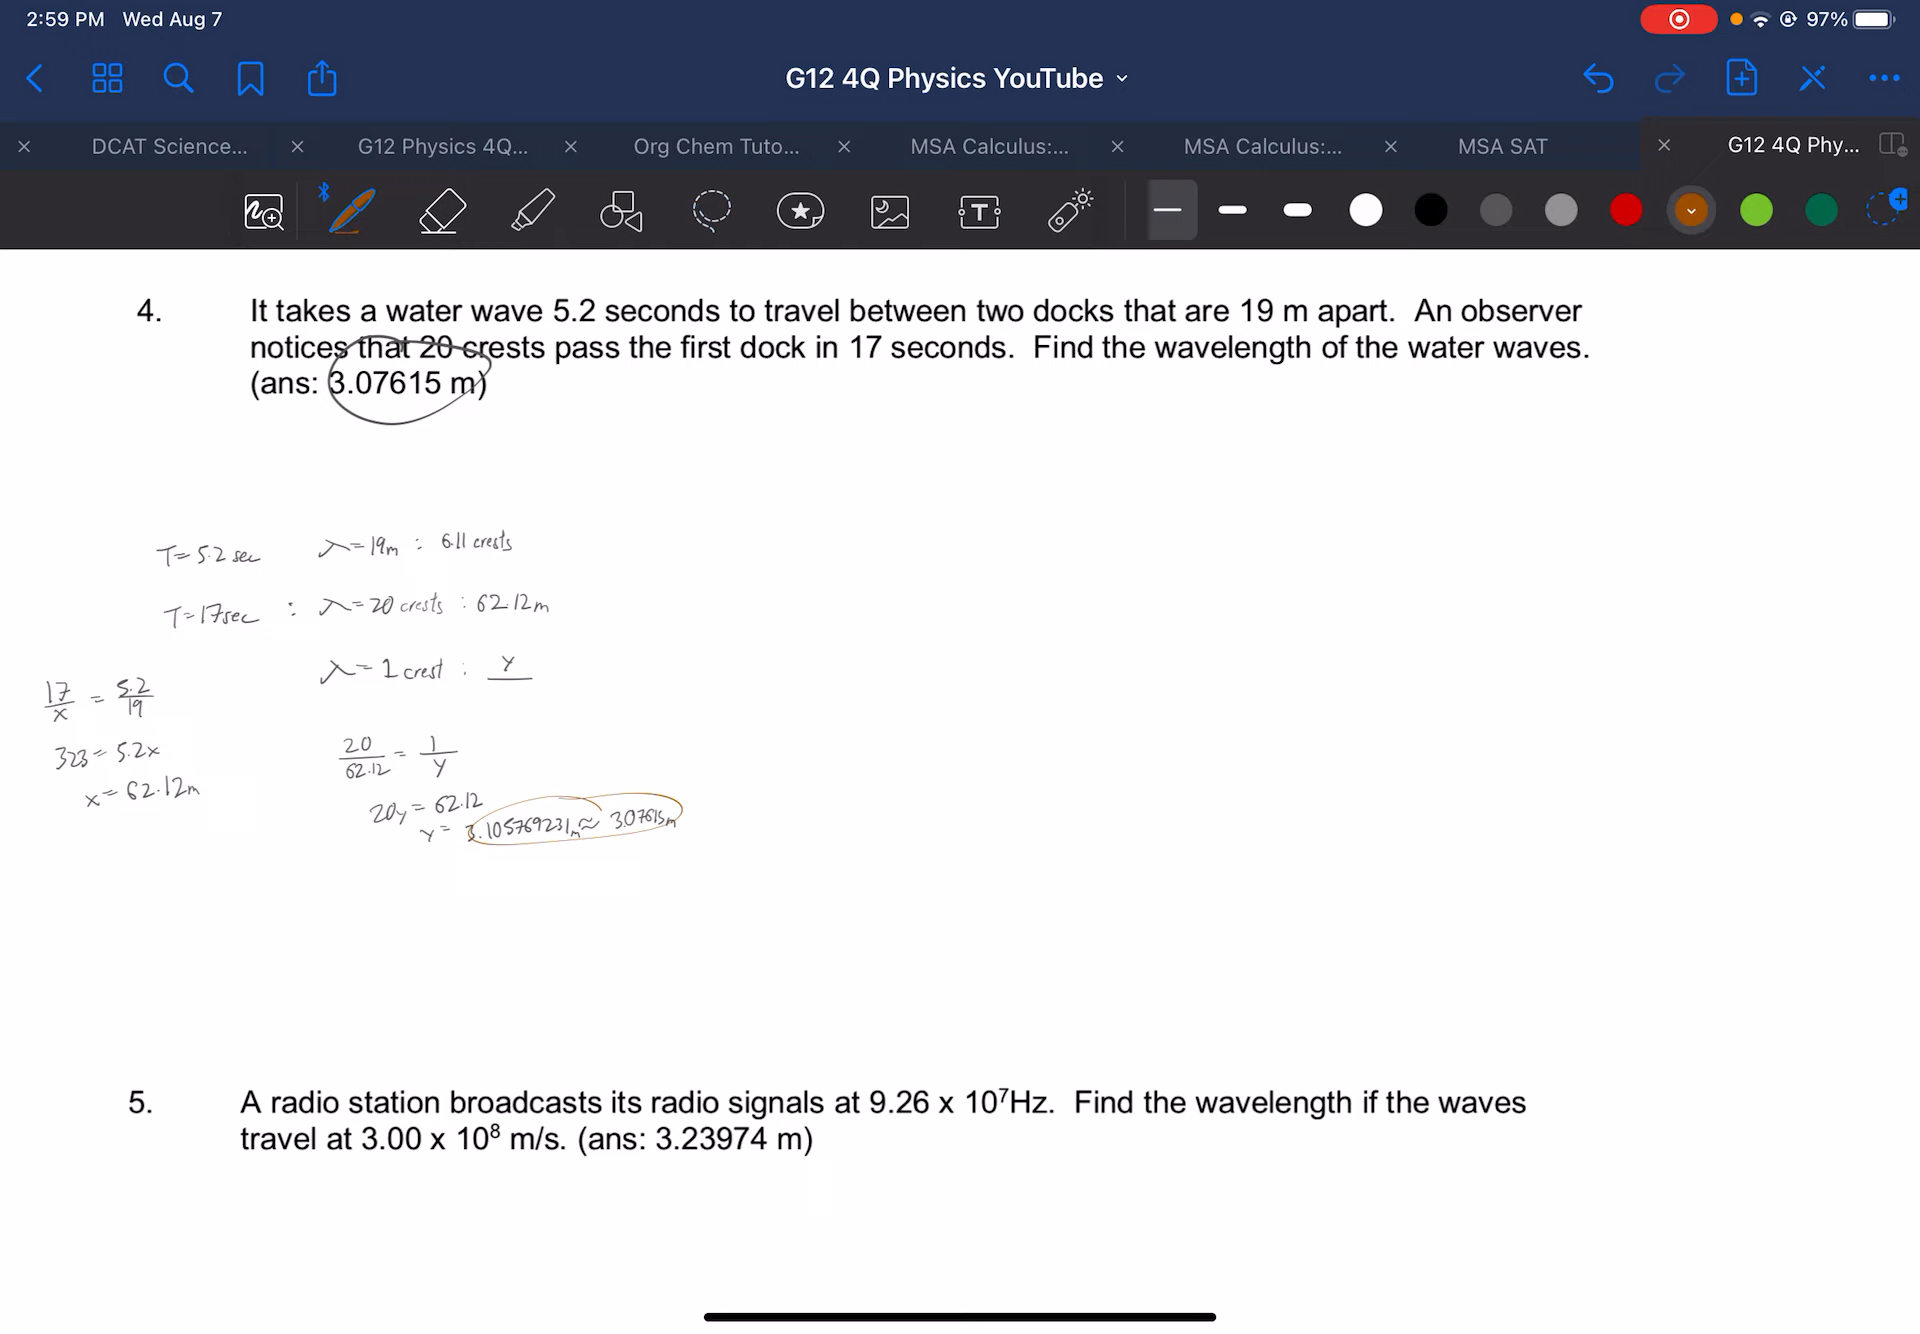 2:59 PM Wed Aug 7
97%
G12 4Q Physics YouTube
DCAT Science...
G12 Physics 4Q...
Org Chem Tuto...
MSA Calculus:...
MSA Calculus:...
MSA SAT
G12 4Q Phy...
T
4. It takes a water wave 5.2 seconds to travel between two docks that are 19 m apart. An observer
notices that 20 crests pass the first dock in 17 seconds. Find the wavelength of the water waves.
(ans: 3.07615 m)
T= 5.2 sec λ=19m : 6.11 crests
T=17sec : λ=20 crests : 62.12m
λ=1 crest : y
17/x = 5.2/19
323=5.2x
x=62.12m
20/62.12 = 1/y
20y=62.12
y= 3.105769231m≈ 3.07615m
5. A radio station broadcasts its radio signals at 9.26 x 10⁷Hz. Find the wavelength if the waves
travel at 3.00 x 10⁸ m/s. (ans: 3.23974 m)